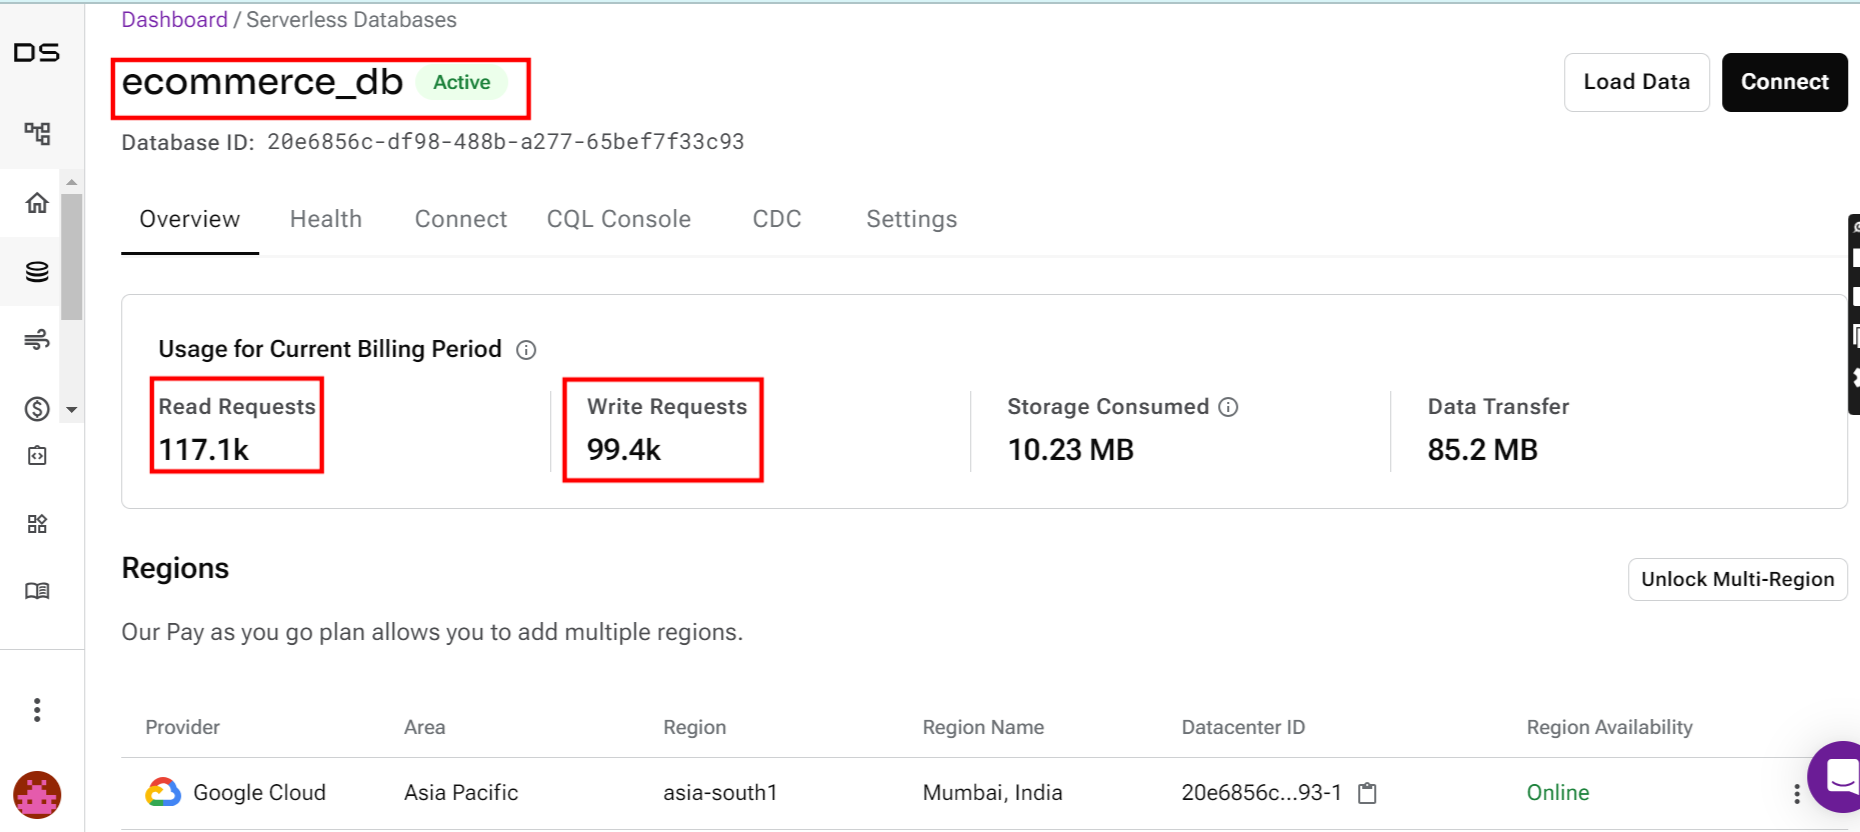 Dashboard / Serverless Databases
DS
ecommerce_db Active
Load Data
Connect
Database ID: 20e6856c-df98-488b-a277-65bef7f33c93
Overview Health Connect CQL Console CDC Settings
Usage for Current Billing Period
Read Requests Write Requests Storage Consumed Data Transfer
117.1k 99.4k 10.23 MB 85.2 MB
Regions
Unlock Multi-Region
Our Pay as you go plan allows you to add multiple regions.
Provider Area Region Region Name Datacenter ID Region Availability
Google Cloud Asia Pacific asia-south1 Mumbai, India 20e6856c...93-1 Online